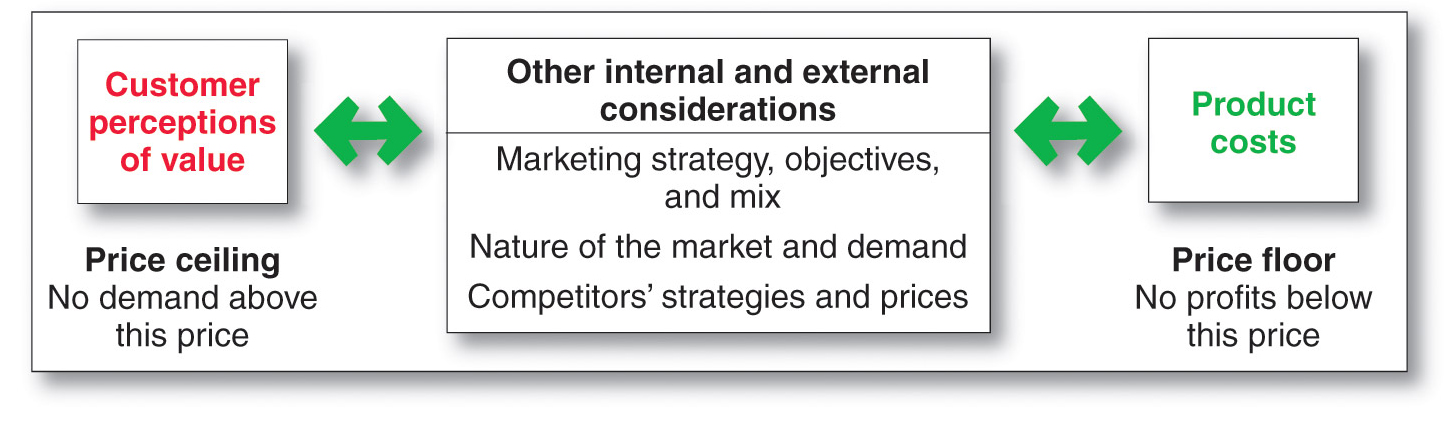 Customer
perceptions
of value
Price ceiling
No demand above
this price
Other internal and external
considerations
Marketing strategy, objectives,
and mix
Nature of the market and demand
Competitors’ strategies and prices
Product
costs
Price floor
No profits below
this price